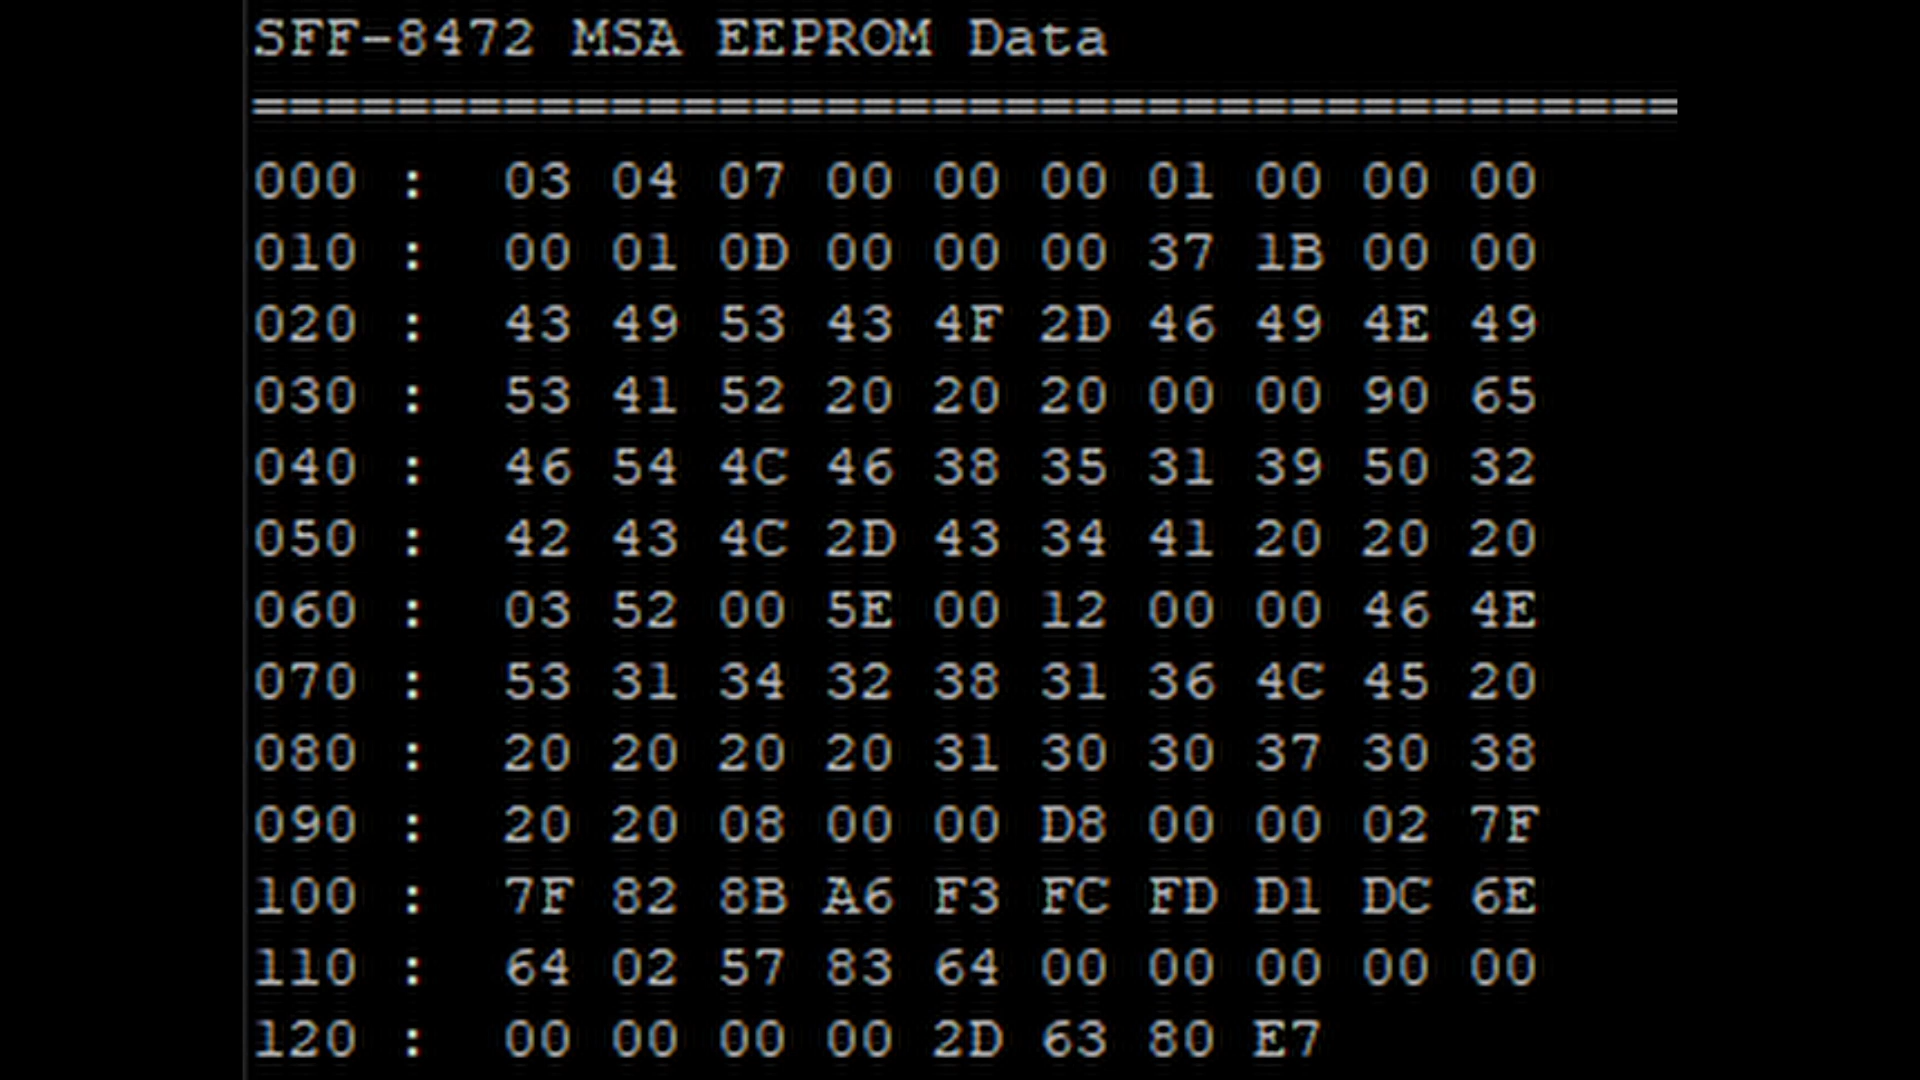 SFF-8472 MSA EEPROM Data
========================================
000 : 03 04 07 00 00 00 01 00 00 00
010 : 00 01 0D 00 00 00 37 1B 00 00
020 : 43 49 53 43 4F 2D 46 49 4E 49
030 : 53 41 52 20 20 20 00 00 90 65
040 : 46 54 4C 46 38 35 31 39 50 32
050 : 42 43 4C 2D 43 34 41 20 20 20
060 : 03 52 00 5E 00 12 00 00 46 4E
070 : 53 31 34 32 38 31 36 4C 45 20
080 : 20 20 20 20 31 30 30 37 30 38
090 : 20 20 08 00 00 D8 00 00 02 7F
100 : 7F 82 8B A6 F3 FC FD D1 DC 6E
110 : 64 02 57 83 64 00 00 00 00 00
120 : 00 00 00 00 2D 63 80 E7